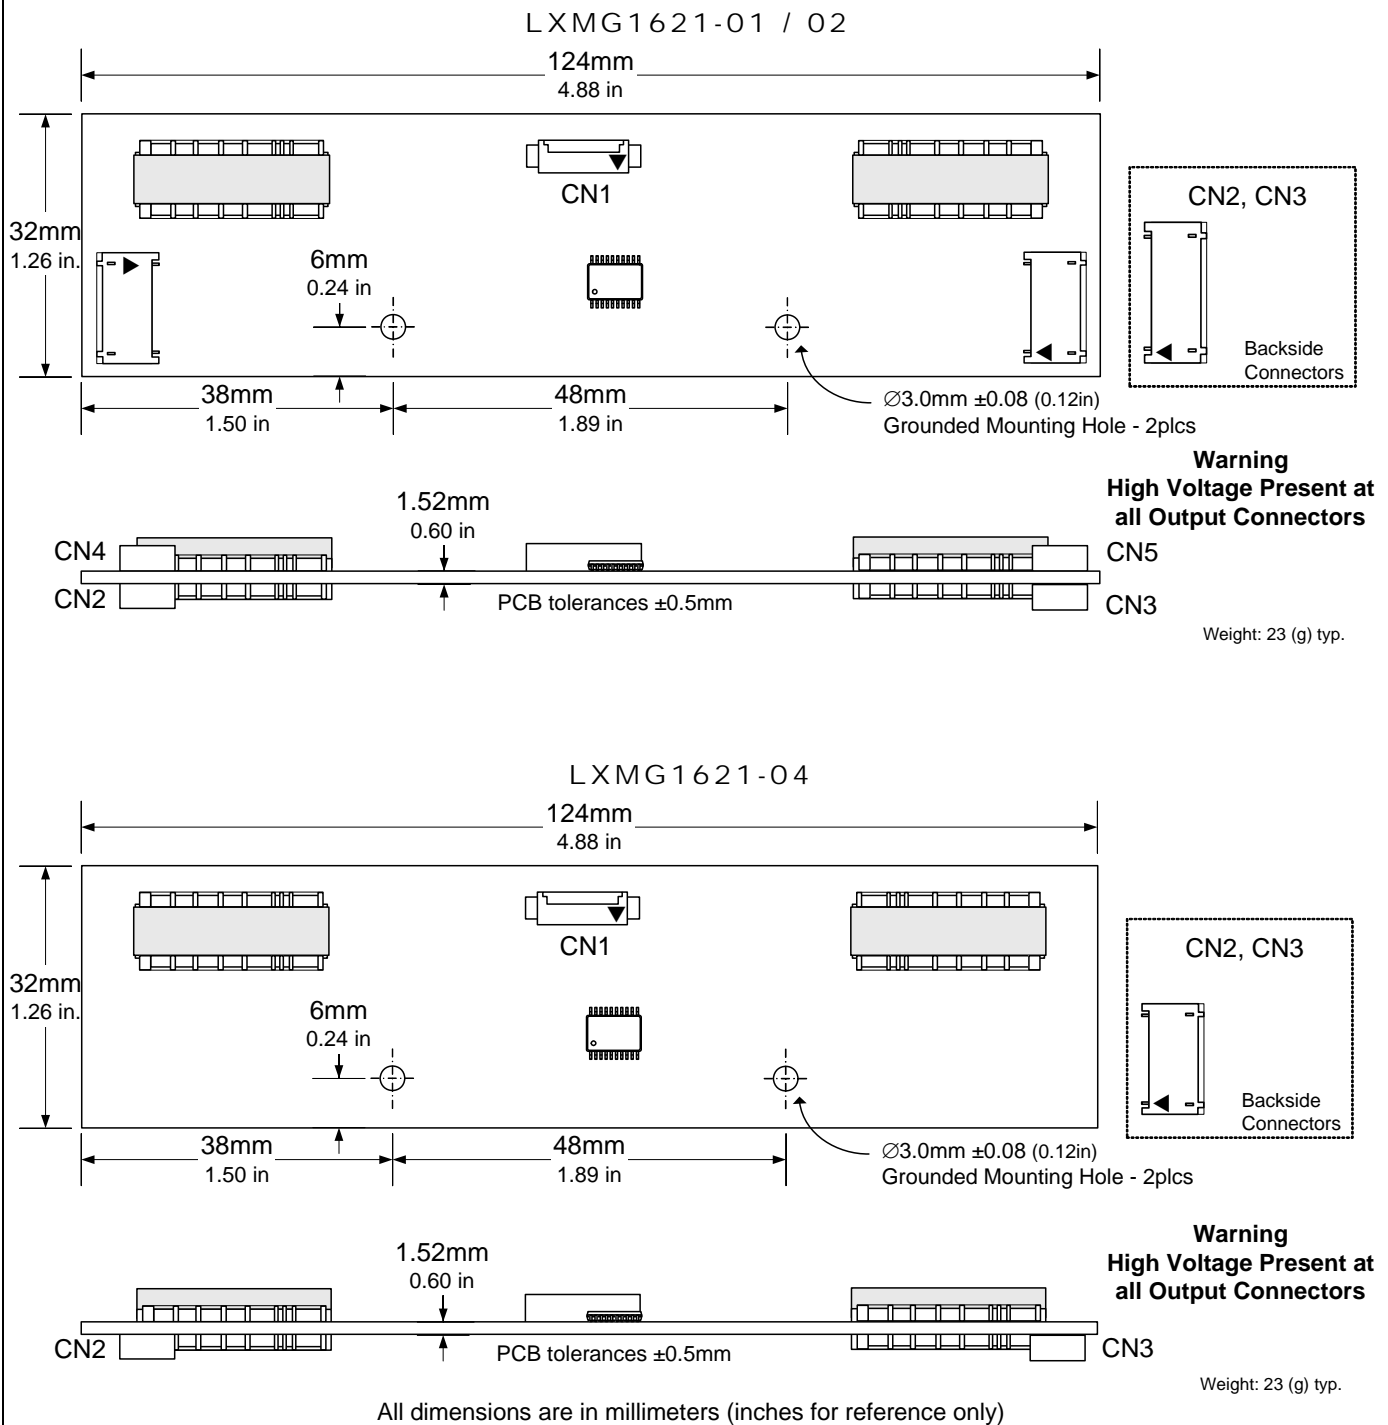 LXMG1621-01 / 02
124mm
4.88 in
CN1
CN2, CN3
32mm
1.26 in.
6mm
0.24 in
Backside
Connectors
38mm
1.50 in
48mm
1.89 in
∅3.0mm ±0.08 (0.12in)
Grounded Mounting Hole - 2plcs
Warning
High Voltage Present at
all Output Connectors
1.52mm
0.60 in
CN4
CN5
CN2
PCB tolerances ±0.5mm
CN3
Weight: 23 (g) typ.
LXMG1621-04
124mm
4.88 in
CN1
CN2, CN3
32mm
1.26 in.
6mm
0.24 in
Backside
Connectors
38mm
1.50 in
48mm
1.89 in
∅3.0mm ±0.08 (0.12in)
Grounded Mounting Hole - 2plcs
Warning
High Voltage Present at
all Output Connectors
1.52mm
0.60 in
CN2
PCB tolerances ±0.5mm
CN3
Weight: 23 (g) typ.
All dimensions are in millimeters (inches for reference only)